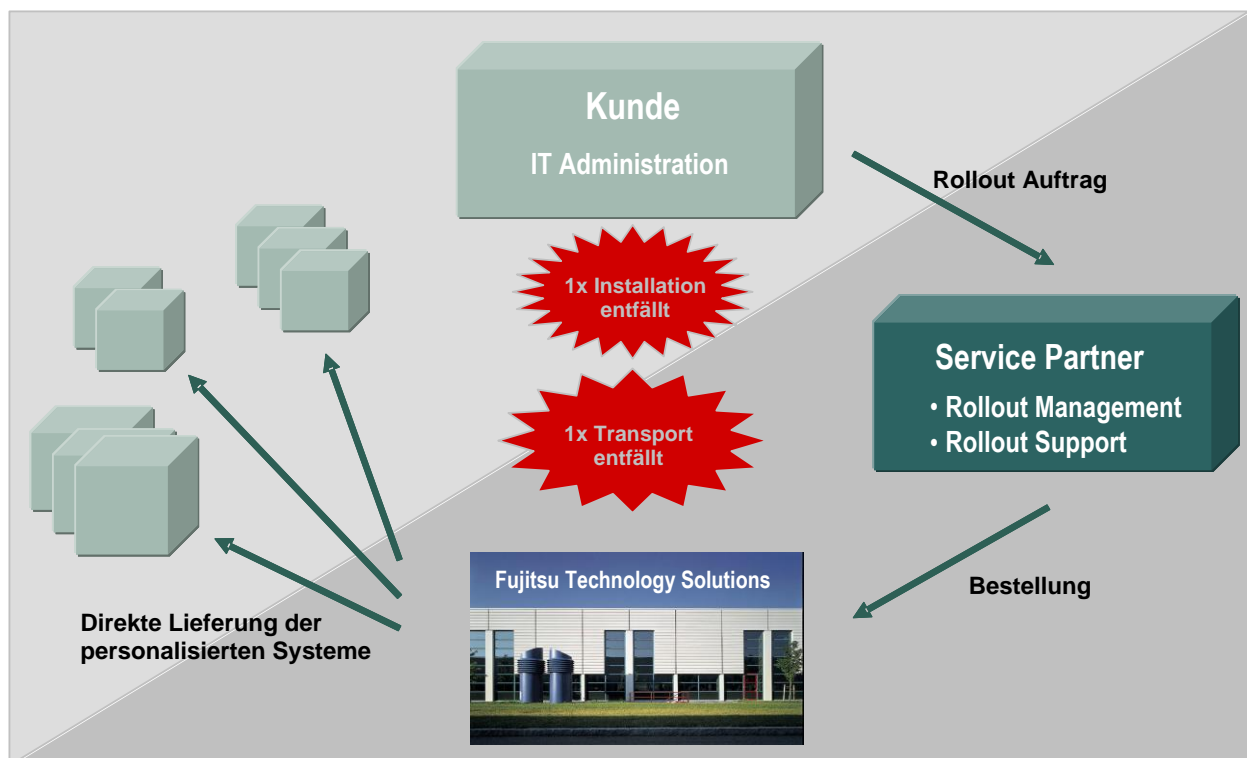 Kunde
IT Administration
Rollout Auftrag
1x Installation
entfällt
Service Partner
• Rollout Management
• Rollout Support
1x Transport
entfällt
Fujitsu Technology Solutions
Bestellung
Direkte Lieferung der
personalisierten Systeme